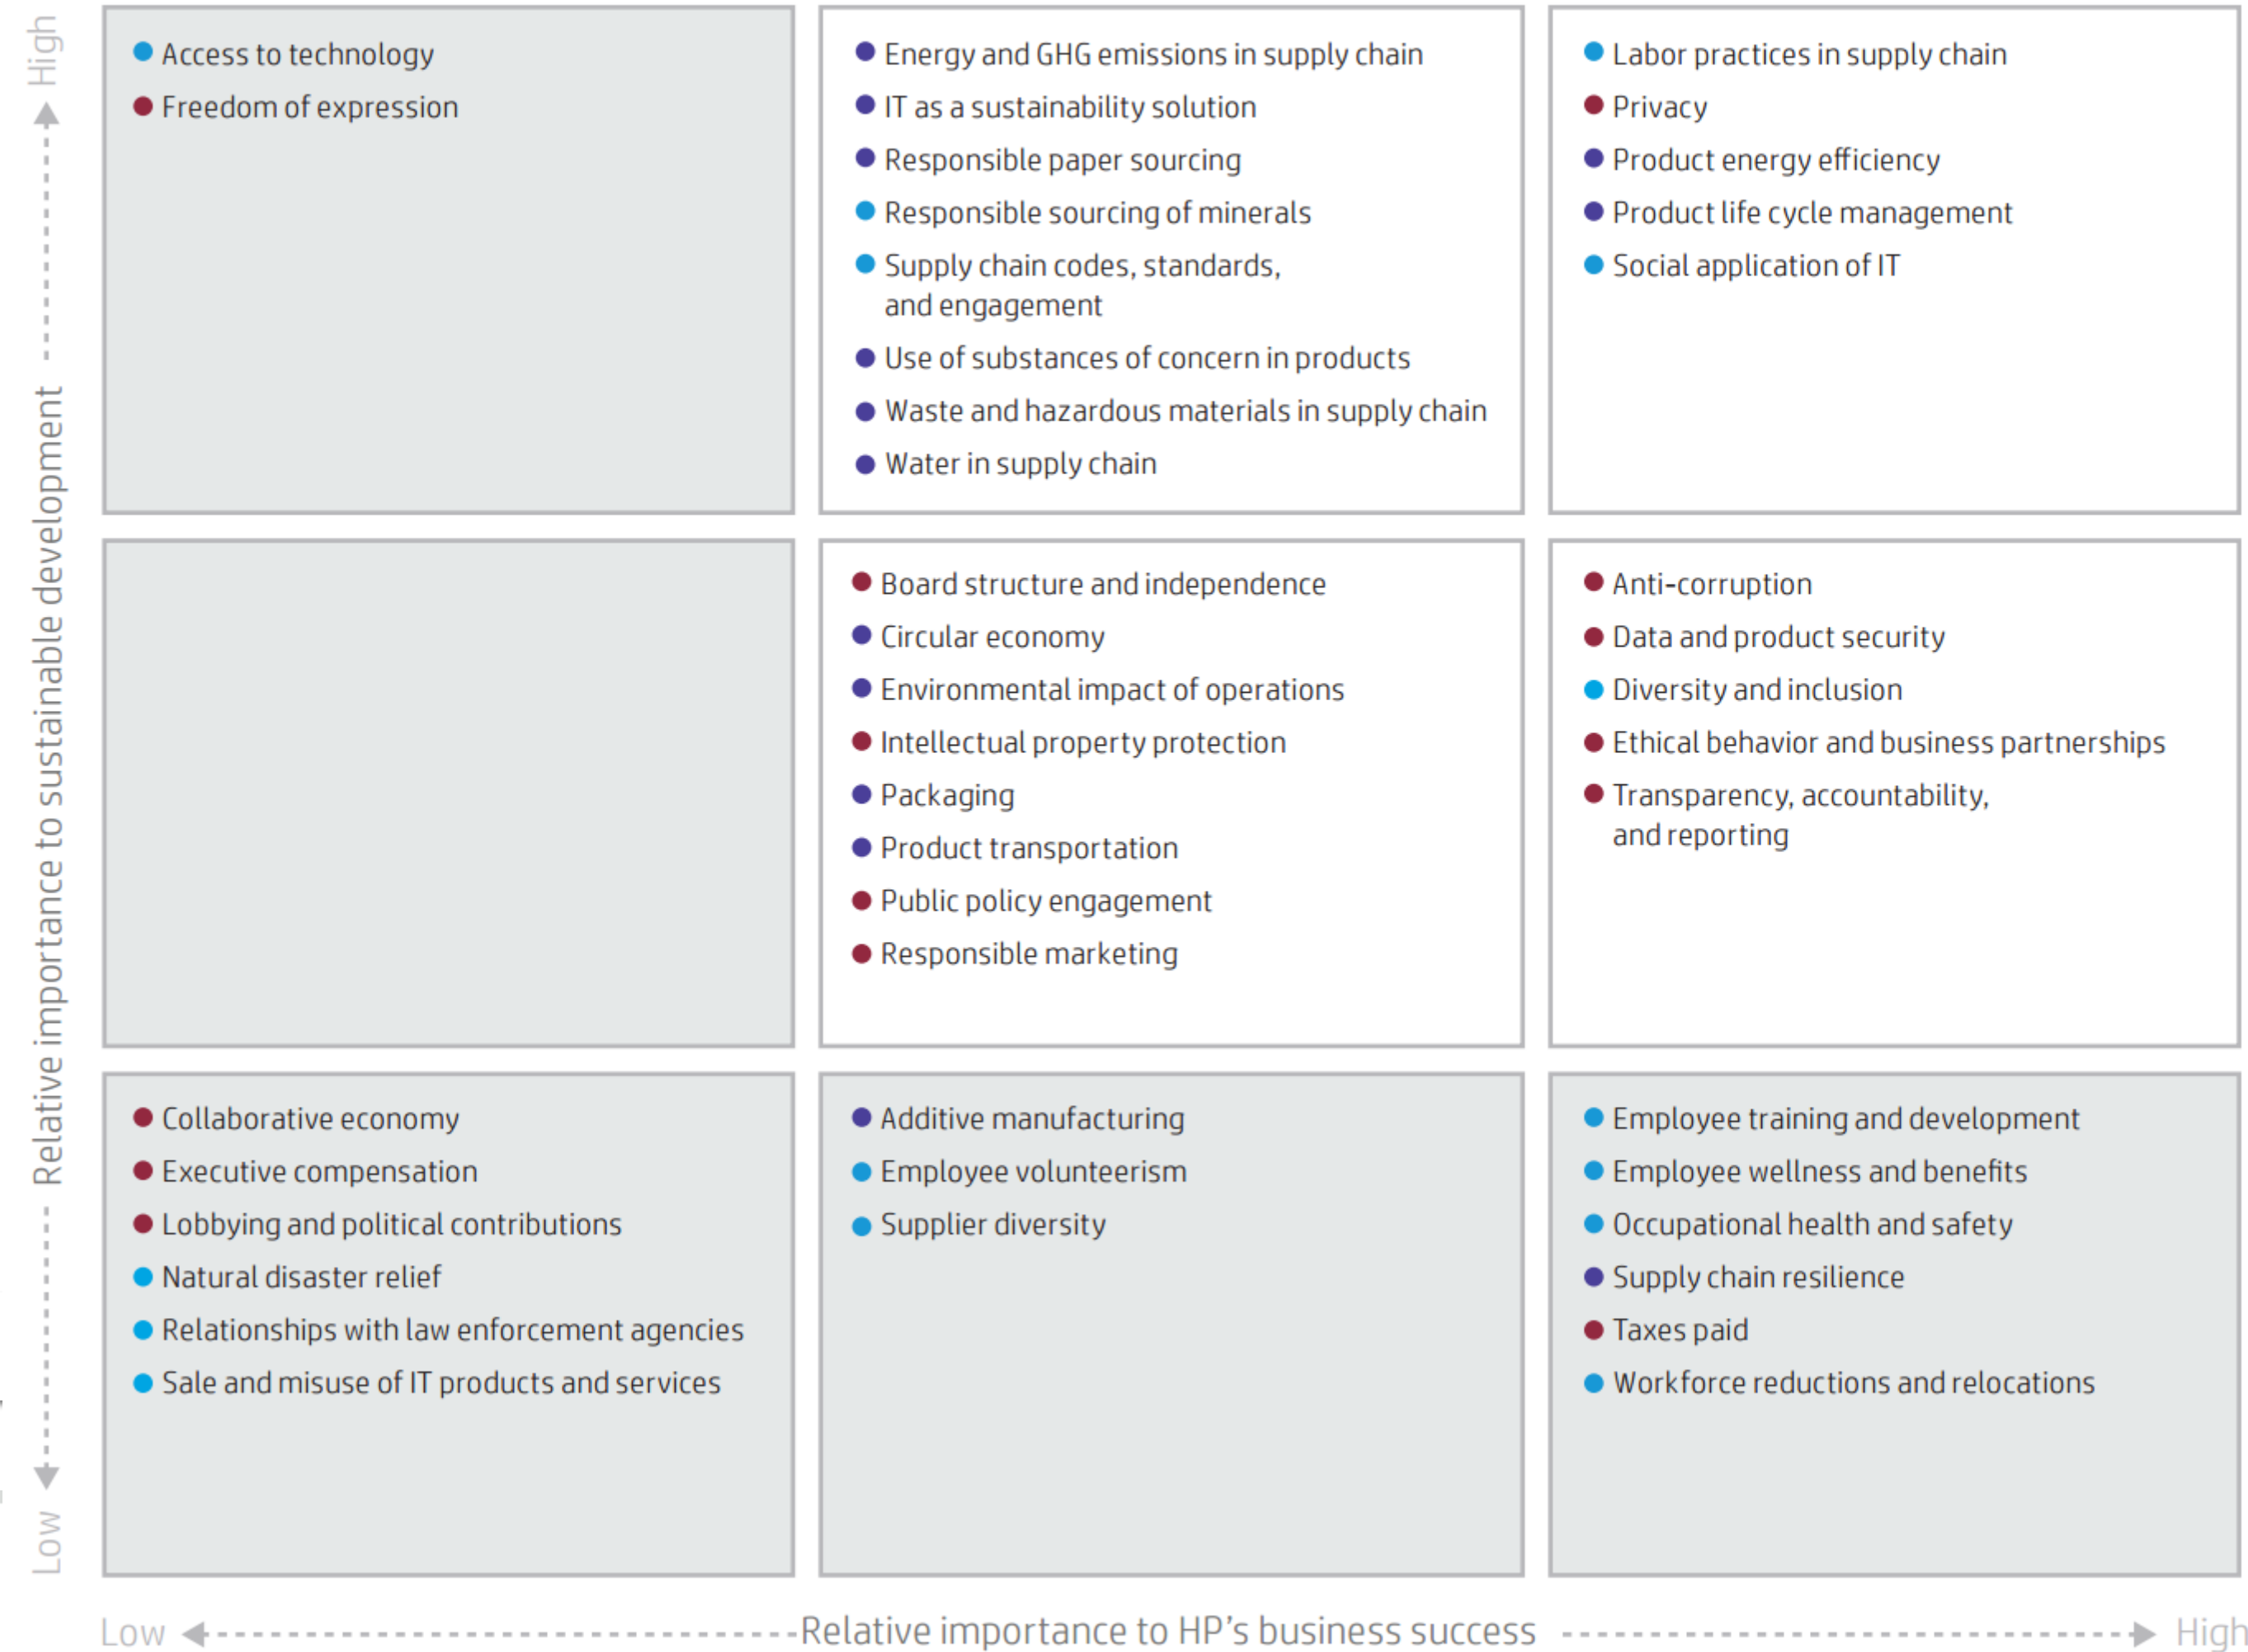 High
Relative importance to sustainable development
Low
Access to technology
Freedom of expression
Energy and GHG emissions in supply chain
IT as a sustainability solution
Responsible paper sourcing
Responsible sourcing of minerals
Supply chain codes, standards,
and engagement
Use of substances of concern in products
Waste and hazardous materials in supply chain
Water in supply chain
Labor practices in supply chain
Privacy
Product energy efficiency
Product life cycle management
Social application of IT
Board structure and independence
Circular economy
Environmental impact of operations
Intellectual property protection
Packaging
Product transportation
Public policy engagement
Responsible marketing
Anti-corruption
Data and product security
Diversity and inclusion
Ethical behavior and business partnerships
Transparency, accountability,
and reporting
Collaborative economy
Executive compensation
Lobbying and political contributions
Natural disaster relief
Relationships with law enforcement agencies
Sale and misuse of IT products and services
Additive manufacturing
Employee volunteerism
Supplier diversity
Employee training and development
Employee wellness and benefits
Occupational health and safety
Supply chain resilience
Taxes paid
Workforce reductions and relocations
Low
Relative importance to HP's business success
High